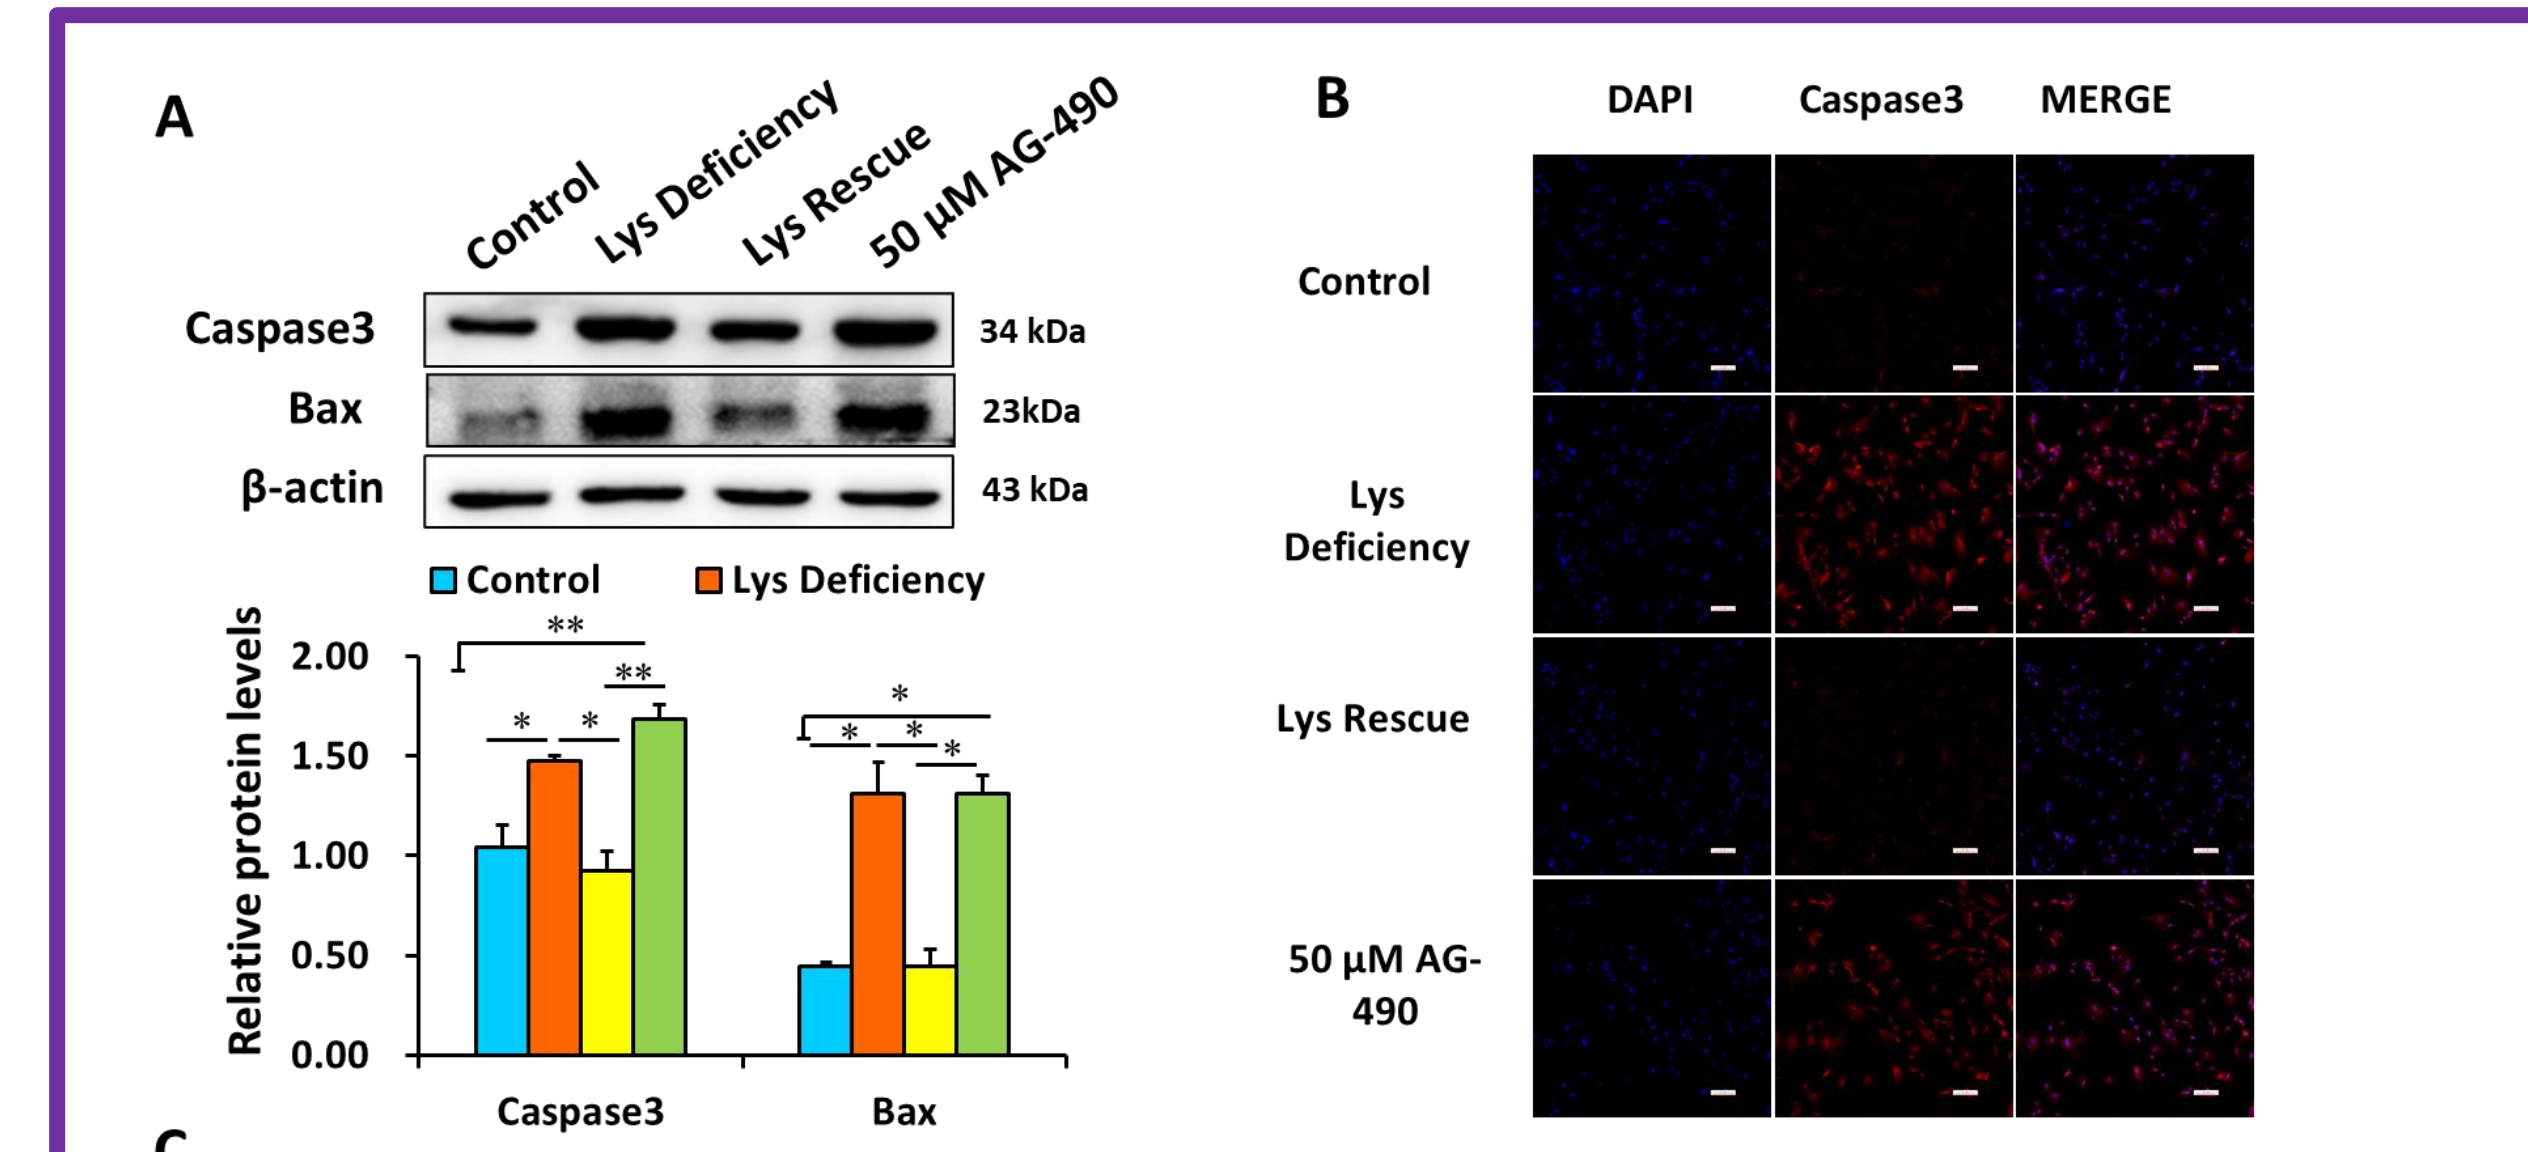 A
Control
Lys Deficiency
Lys Rescue
50 µM AG-490
Caspase3
34 kDa
Bax
23kDa
β-actin
43 kDa
Control
Lys Deficiency
Relative protein levels
2.00
1.50
1.00
0.50
0.00
**
**
*
*
*
*
*
*
Caspase3
Bax
B
DAPI
Caspase3
MERGE
Control
Lys
Deficiency
Lys Rescue
50 µM AG-
490
C